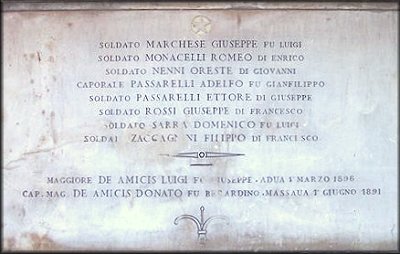 SOLDATO MARCHESE GIUSEPPE FU LUIGI
SOLDATO MONACELLI ROMEO DI ENRICO
SOLDATO NENNI ORESTE DI GIOVANNI
CAPORALE PASSARELLI ADELFO FU GIANFILIPPO
SOLDATO PASSARELLI ETTORE DI GIUSEPPE
SOLDATO ROSSI GIUSEPPE DI FRANCESCO
SOLDATO SARRA DOMENICO FU LUIGI
SOLDAT ZACCAGNINI FILIPPO DI FRANCESCO
MAGGIORE DE AMICIS LUIGI FU GIUSEPPE - ADUA 1° MARZO 1896
CAP. MAG. DE AMICIS DONATO FU BERARDINO - MASSAUA 1° GIUGNO 1891